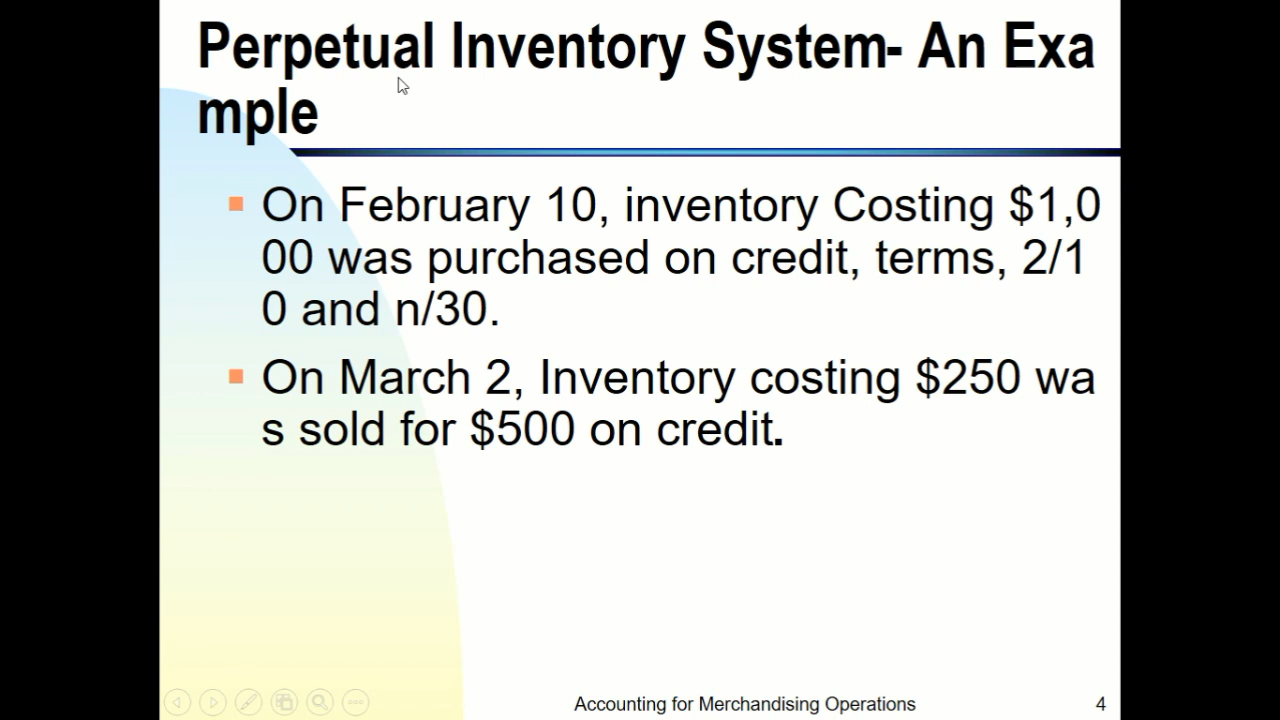 Perpetual Inventory System- An Exa
mple
On February 10, inventory Costing $1,0
00 was purchased on credit, terms, 2/1
0 and n/30.
On March 2, Inventory costing $250 wa
s sold for $500 on credit.
Accounting for Merchandising Operations
4